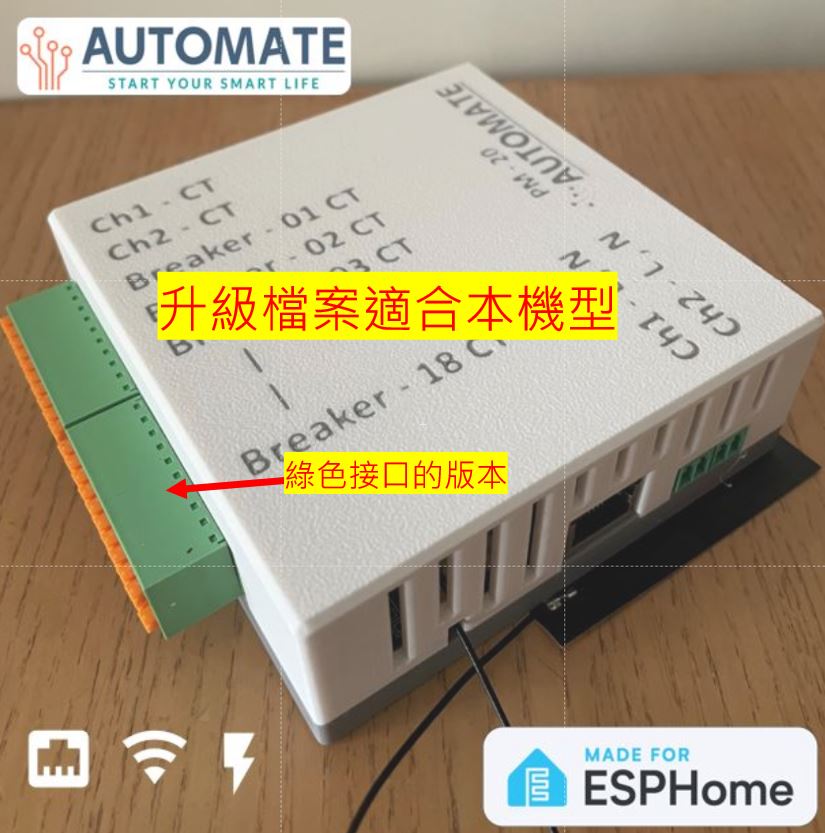 AUTOMATE
START YOUR SMART LIFE
AUTOMATE
PM - 20
Ch1 - CT
Ch2 - CT
Breaker - 01 CT
02 CT
03 CT
升級檔案適合本機型
Ch2 - L, N
Ch1 -
Breaker - 18 CT
綠色接口的版本
MADE FOR
ESPHome